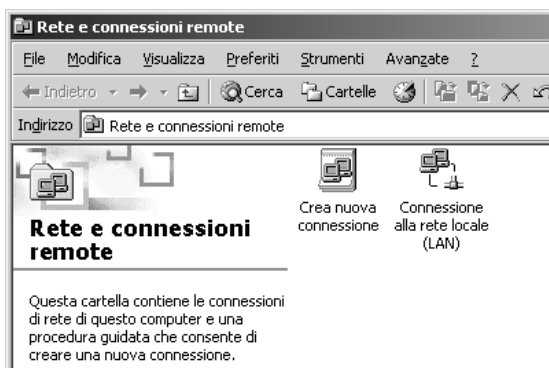 Rete e connessioni remote
File Modifica Visualizza Preferiti Strumenti Avanzate ?
Indietro Cerca Cartelle
Indirizzo Rete e connessioni remote
Rete e connessioni
remote
Questa cartella contiene le connessioni
di rete di questo computer e una
procedura guidata che consente di
creare una nuova connessione.
Crea nuova
connessione
Connessione
alla rete locale
(LAN)